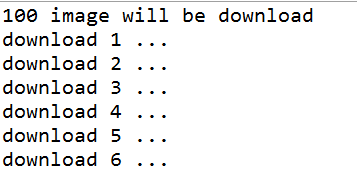 100 image will be download
download 1 ...
download 2 ...
download 3 ...
download 4 ...
download 5 ...
download 6 ...